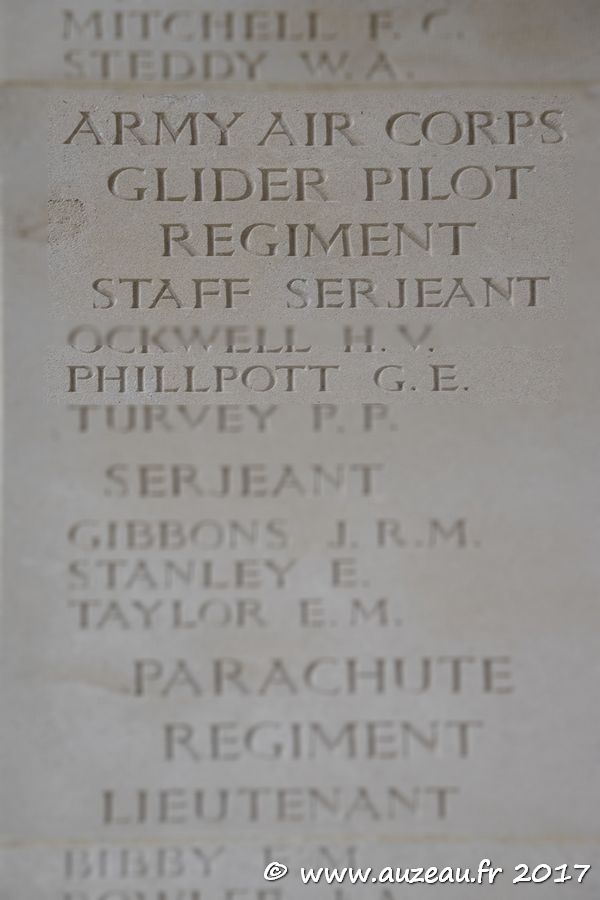 MITCHELL F. C.
STEDDY W. A.
ARMY AIR CORPS
GLIDER PILOT
REGIMENT
STAFF SERJEANT
OCKWELL H. V.
PHILLPOTT G. E.
TURVEY P. P.
SERJEANT
GIBBONS J. R. M.
STANLEY E.
TAYLOR E. M.
PARACHUTE
REGIMENT
LIEUTENANT
BIBBY
© www.auzeau.fr 2017